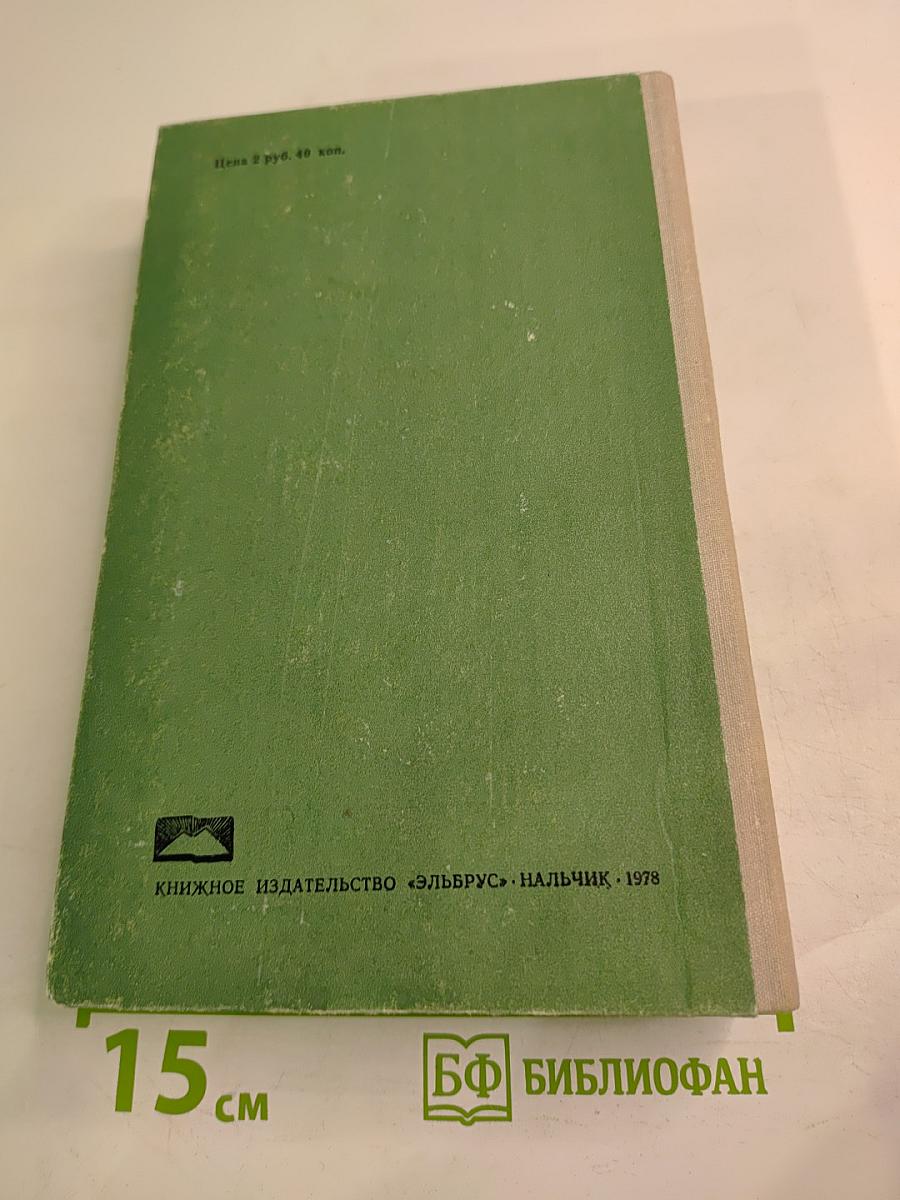 Цена 2 руб. 40 коп.
КНИЖНОЕ ИЗДАТЕЛЬСТВО «ЭЛЬБРУС» · НАЛЬЧИК · 1978
15 см
БФ БИБЛИОФАН